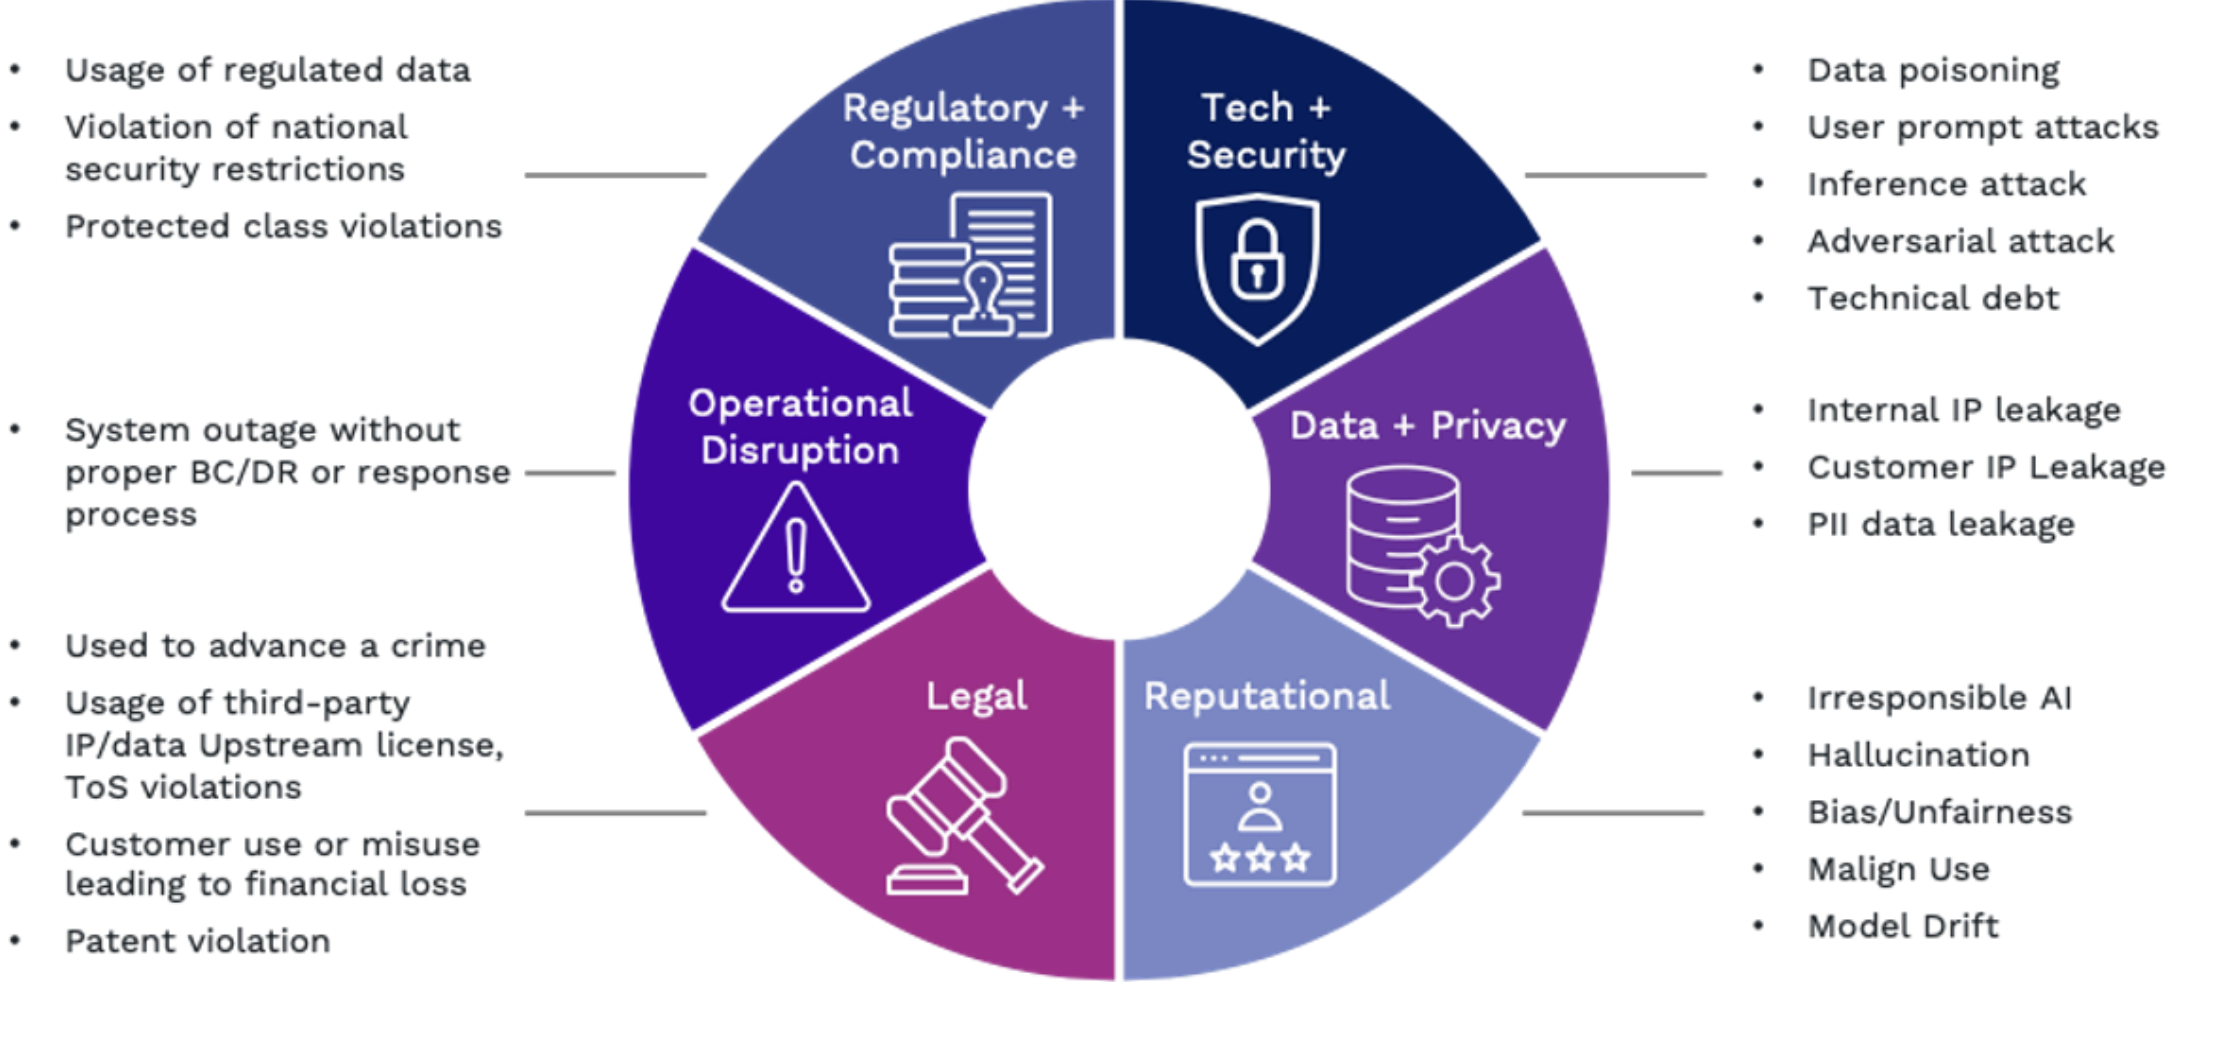 • Usage of regulated data
• Violation of national
security restrictions
• Protected class violations
• System outage without
proper BC/DR or response
process
• Used to advance a crime
• Usage of third-party
IP/data Upstream license,
ToS violations
• Customer use or misuse
leading to financial loss
• Patent violation
Regulatory +
Compliance
Tech +
Security
Operational
Disruption
Data + Privacy
Legal
Reputational
• Data poisoning
• User prompt attacks
• Inference attack
• Adversarial attack
• Technical debt
• Internal IP leakage
• Customer IP Leakage
• PII data leakage
• Irresponsible AI
• Hallucination
• Bias/Unfairness
• Malign Use
• Model Drift